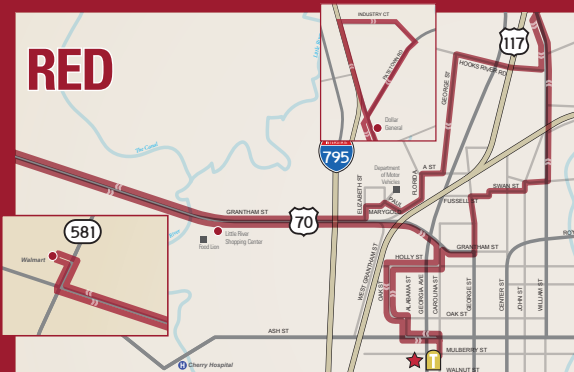 RED
INDUSTRY CT
Dollar
General
117
HOOKS RIVER RD
GEORGE ST
The Canal
795
Department
of Motor
Vehicles
A ST
FLORIDA
ELIZABETH ST
PAUL
MARYGOLD
SWAN ST
FUSSELL ST
GRANTHAM ST
70
Little River
Shopping Center
Food Lion
581
Walmart
WEST GRANTHAM ST
GRANTHAM ST
HOLLY ST
OAK ST
ALABAMA ST
GEORGIA AVE
CAROLINA ST
GEORGE ST
CENTER ST
JOHN ST
WILLIAM ST
OAK ST
ASH ST
MULBERRY ST
WALNUT ST
H Cherry Hospital
T